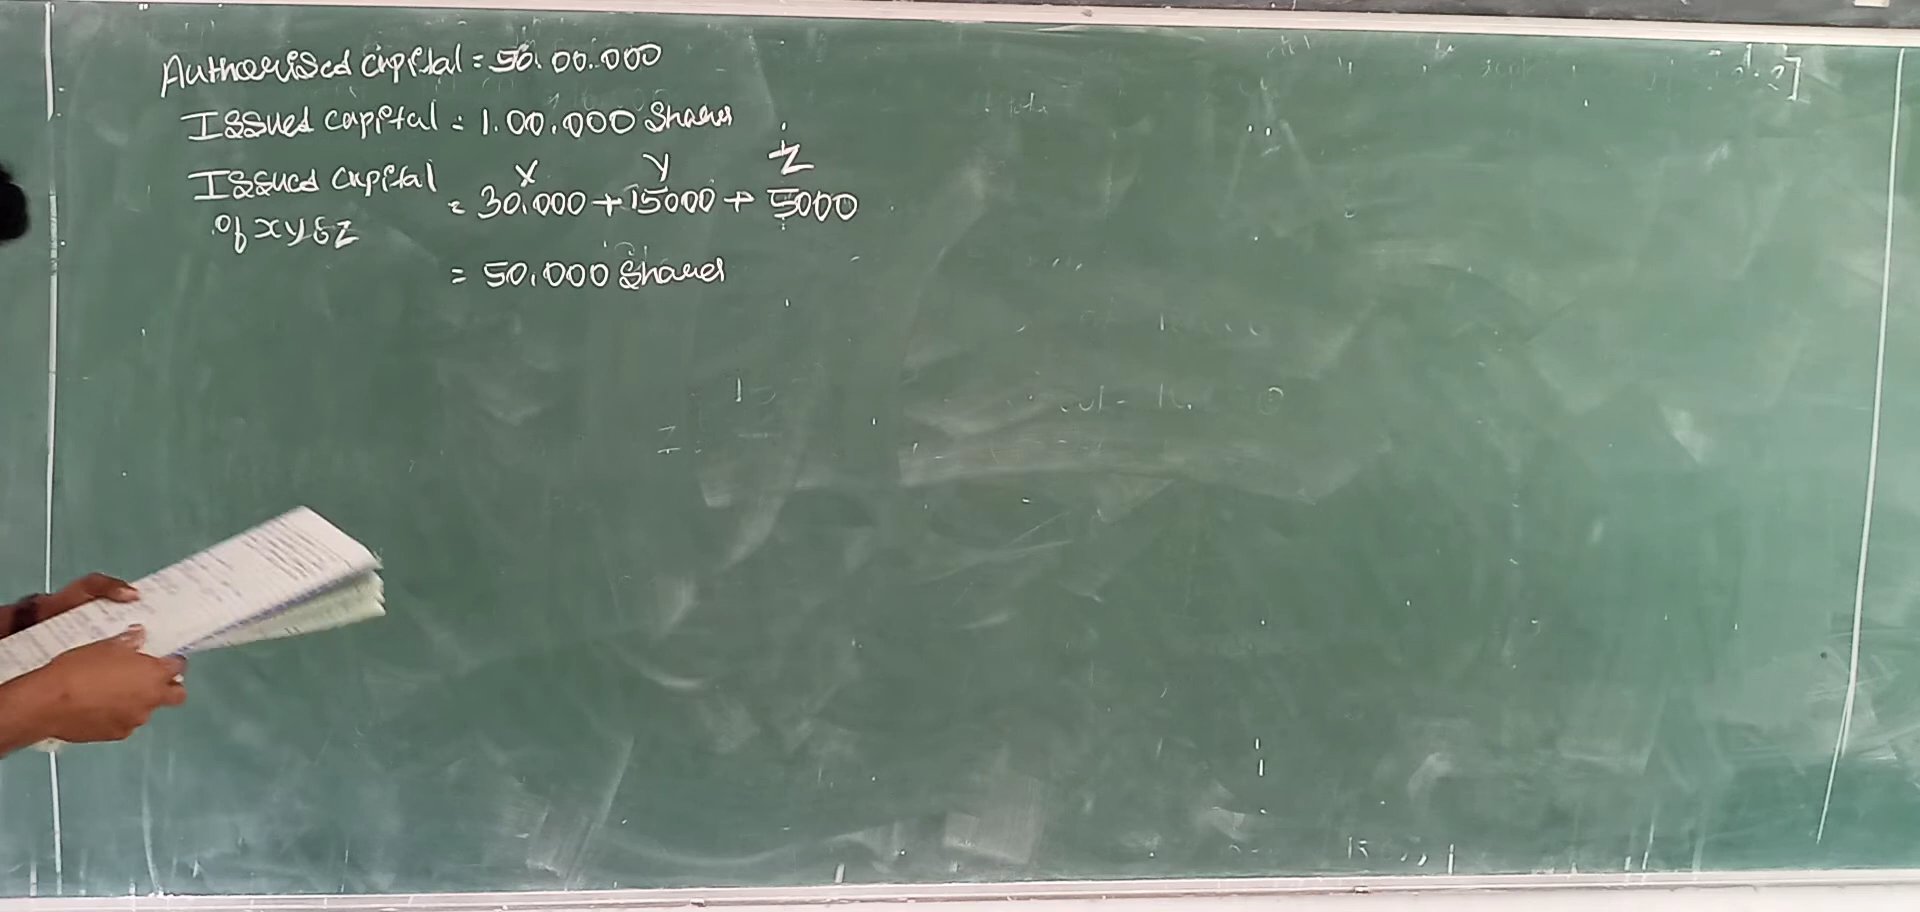 Authorised capital = 50.00.000
Issued capital = 1.00.000 Shares
Issued capital of xy&z = X 30.000 + Y 15000 + Z 5000
= 50.000 Shares